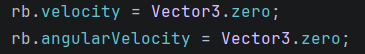 rb.velocity = Vector3.zero;
rb.angularVelocity = Vector3.zero;